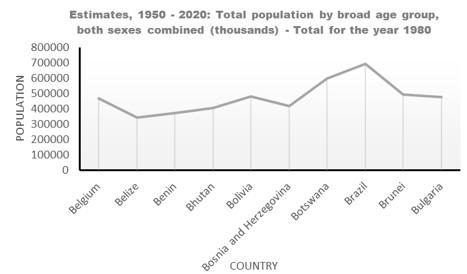 Estimates, 1950 - 2020: Total population by broad age group,
both sexes combined (thousands) - Total for the year 1980
800000
700000
600000
500000
400000
300000
200000
100000
0
POPULATION
Belgium
Belize
Benin
Bhutan
Bolivia
Bosnia and Herzegovina
Botswana
Brazil
Brunei
Bulgaria
COUNTRY